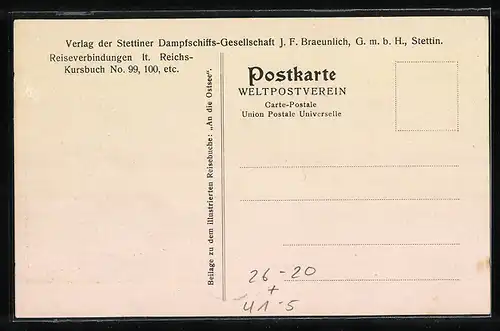 Verlag der Stettiner Dampfschiffs-Gesellschaft J. F. Braeunlich, G. m. b. H., Stettin.
Reiseverbindungen lt. Reichs-
Kursbuch No. 99, 100, etc.
Beilage zu dem illustrierten Reisebuche: „An die Ostsee".
Postkarte
WELTPOSTVEREIN
Carte-Postale
Union Postale Universelle
26-20
+
41-5